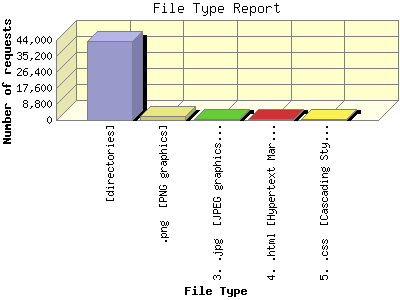 File Type Report
Number of requests
44,000
35,200
26,400
17,600
8,800
0
[directories]
.png [PNG graphics]
3. .jpg [JPEG graphics...
4. .html [Hypertext Mar...
5. .css [Cascading Sty...
File Type